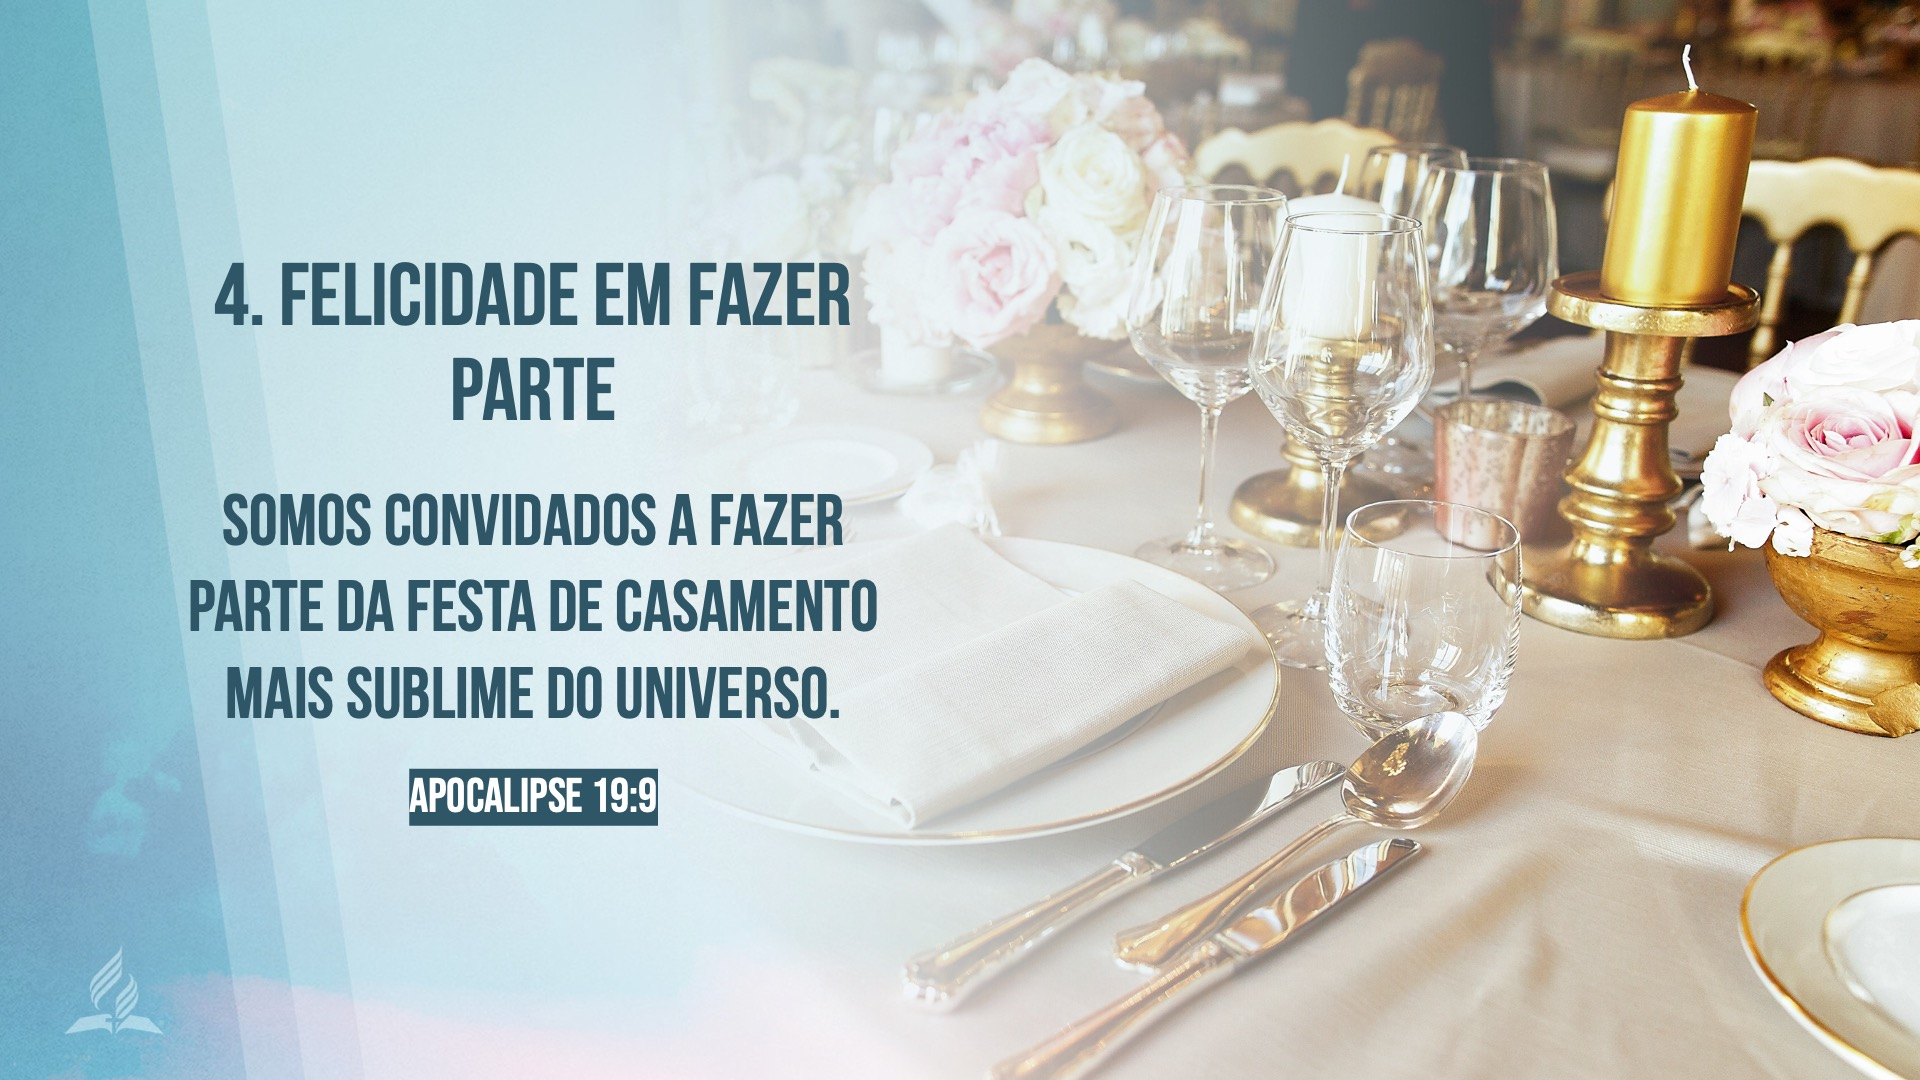 4. FELICIDADE EM FAZER
PARTE
SOMOS CONVIDADOS A FAZER
PARTE DA FESTA DE CASAMENTO
MAIS SUBLIME DO UNIVERSO.
APOCALIPSE 19:9